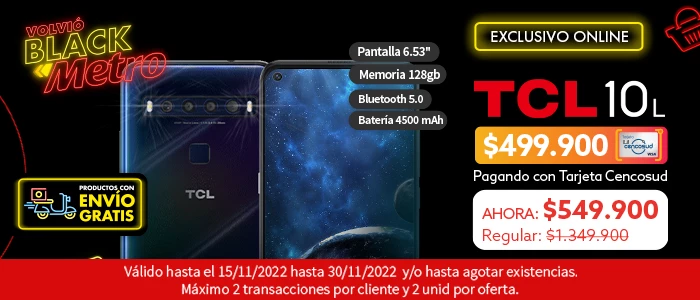 VOLVIÓ
BLACK
Metro
PRODUCTOS CON
ENVÍO
GRATIS
TCL
Pantalla 6.53"
Memoria 128gb
Bluetooth 5.0
Batería 4500 mAh
EXCLUSIVO ONLINE
TCL 10L
$499.900
cencosud
VISA
Pagando con Tarjeta Cencosud
AHORA: $549.900
Regular: $1.349.900
Válido hasta el 15/11/2022 hasta 30/11/2022 y/o hasta agotar existencias.
Máximo 2 transacciones por cliente y 2 unid por oferta.